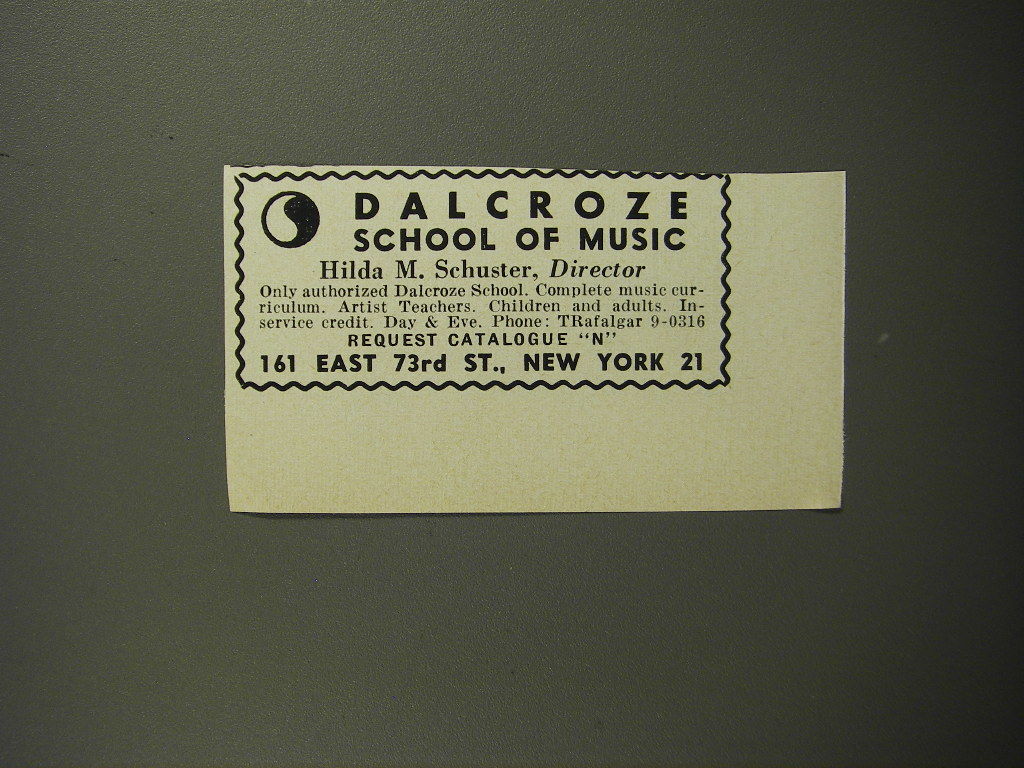 DALCROZE
SCHOOL OF MUSIC
Hilda M. Schuster, Director
Only authorized Dalcroze School. Complete music cur-
riculum. Artist Teachers. Children and adults. In-
service credit. Day & Eve. Phone: TRafalgar 9-0316
REQUEST CATALOGUE "N"
161 EAST 73rd ST., NEW YORK 21